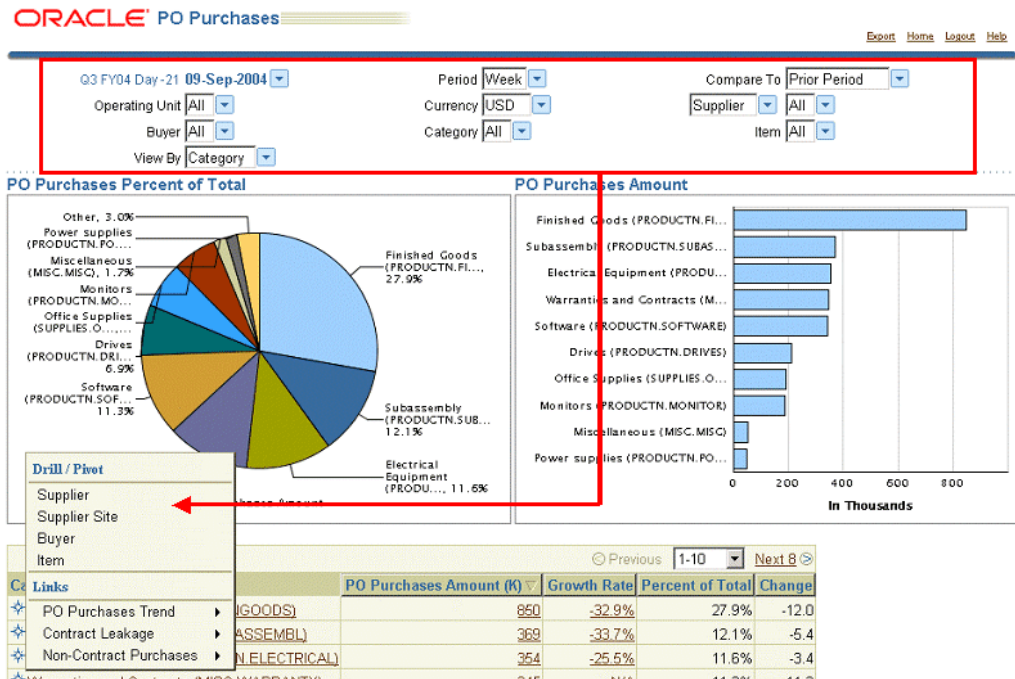 ORACLE' PO Purchases
Export Home Logout Help
Q3 FY04 Day -21 09-Sep-2004 Period Week Compare To Prior Period
Operating Unit All Currency USD Supplier All
Buyer All Category All Item All
View By Category
PO Purchases Percent of Total
Other, 3.0%
Power supplies
(PRODUCTN.PO....
Miscellaneous
(MISC.MISC), 1.7%
Monitors
(PRODUCTN.MO...
Office Supplies
(SUPPLIES.O...,...
Drives
(PRODUCTN.DRI...
6.9%
Software
(PRODUCTN.SOF...
11.3%
Finished Goods
(PRODUCTN.FI...,
27.9%
Subassembly
(PRODUCTN.SUB...
12.1%
Electrical
Equipment
(PRODU..., 11.6%
Amount
PO Purchases Amount
Finished Goods (PRODUCTN.FI...
Subassembly (PRODUCTN.SUBAS...
Electrical Equipment (PRODU...
Warranties and Contracts (M...
Software (PRODUCTN.SOFTWARE)
Drives (PRODUCTN.DRIVES)
Office Supplies (SUPPLIES.O...
Monitors (PRODUCTN.MONITOR)
Miscellaneous (MISC.MISC)
Power supplies (PRODUCTN.PO...
0 200 400 600 800
In Thousands
Drill / Pivot
Supplier
Supplier Site
Buyer
Item
Links
PO Purchases Trend
Contract Leakage
Non-Contract Purchases
Previous 1-10 Next 8
PO Purchases Amount (K) Growth Rate Percent of Total Change
GOODS) 850 -32.9% 27.9% -12.0
ASSEMBL) 369 -33.7% 12.1% -5.4
N.ELECTRICAL) 354 -25.5% 11.6% -3.4